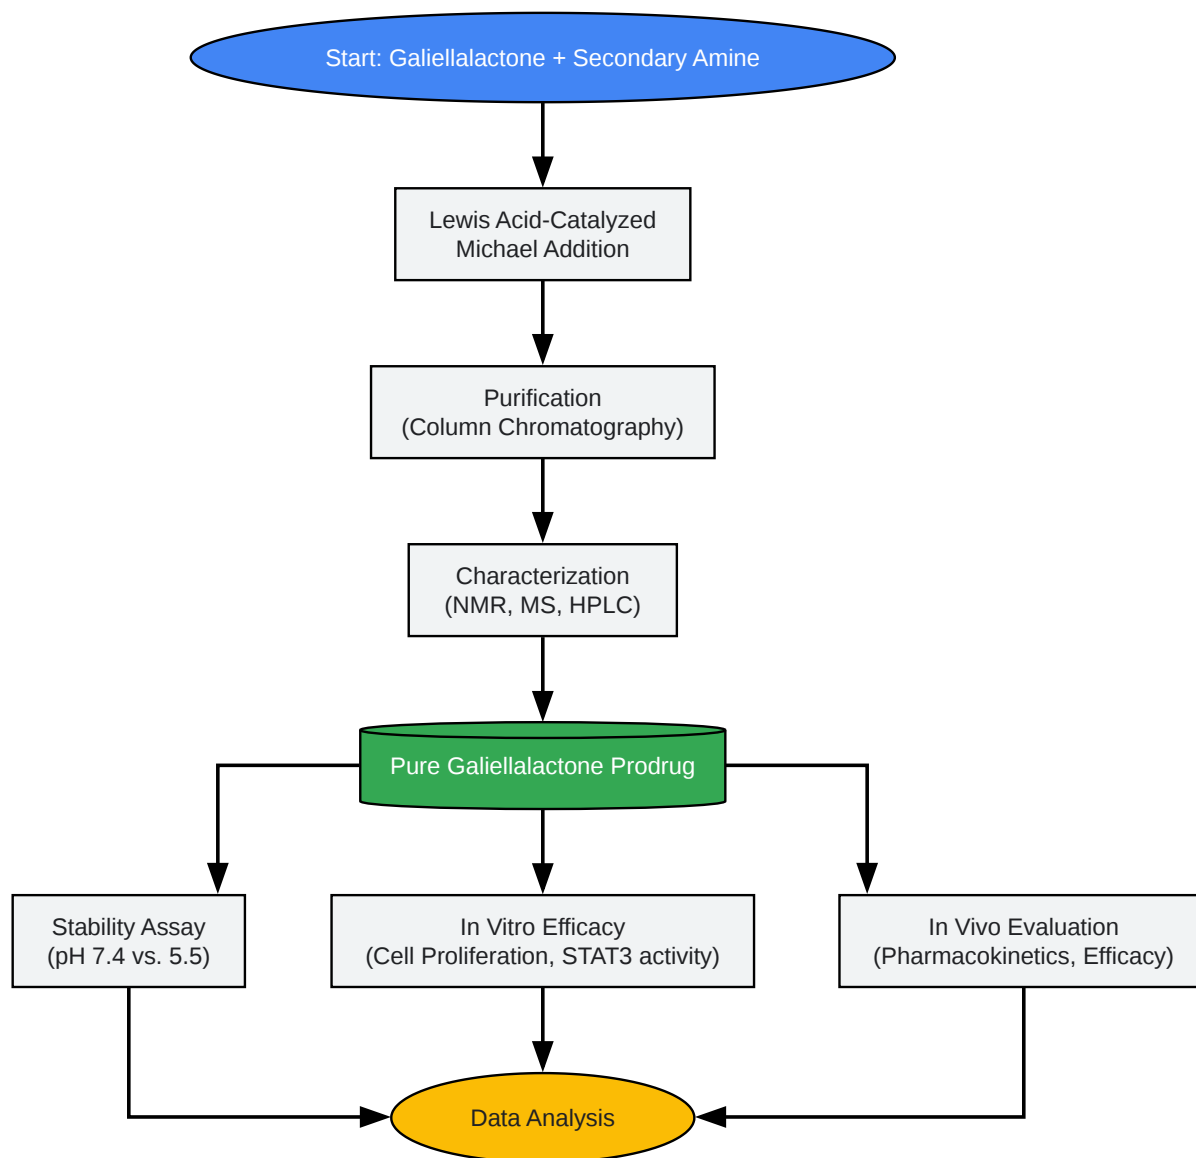 Start: Galiellalactone + Secondary Amine
Lewis Acid-Catalyzed
Michael Addition
Purification
(Column Chromatography)
Characterization
(NMR, MS, HPLC)
Pure Galiellalactone Prodrug
Stability Assay
(pH 7.4 vs. 5.5)
In Vitro Efficacy
(Cell Proliferation, STAT3 activity)
In Vivo Evaluation
(Pharmacokinetics, Efficacy)
Data Analysis